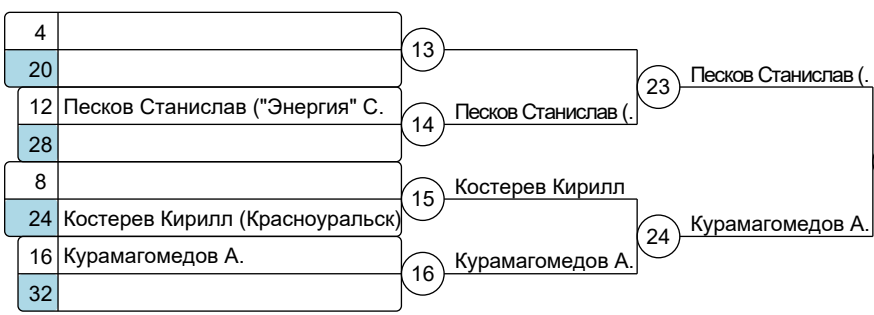 4
20
13
12 Песков Станислав ("Энергия" С.
28
14
Песков Станислав (.
23
Песков Станислав (.
8
24 Костерев Кирилл (Красноуральск)
15
Костерев Кирилл
16 Курамагомедов А.
32
16
Курамагомедов А.
24
Курамагомедов А.